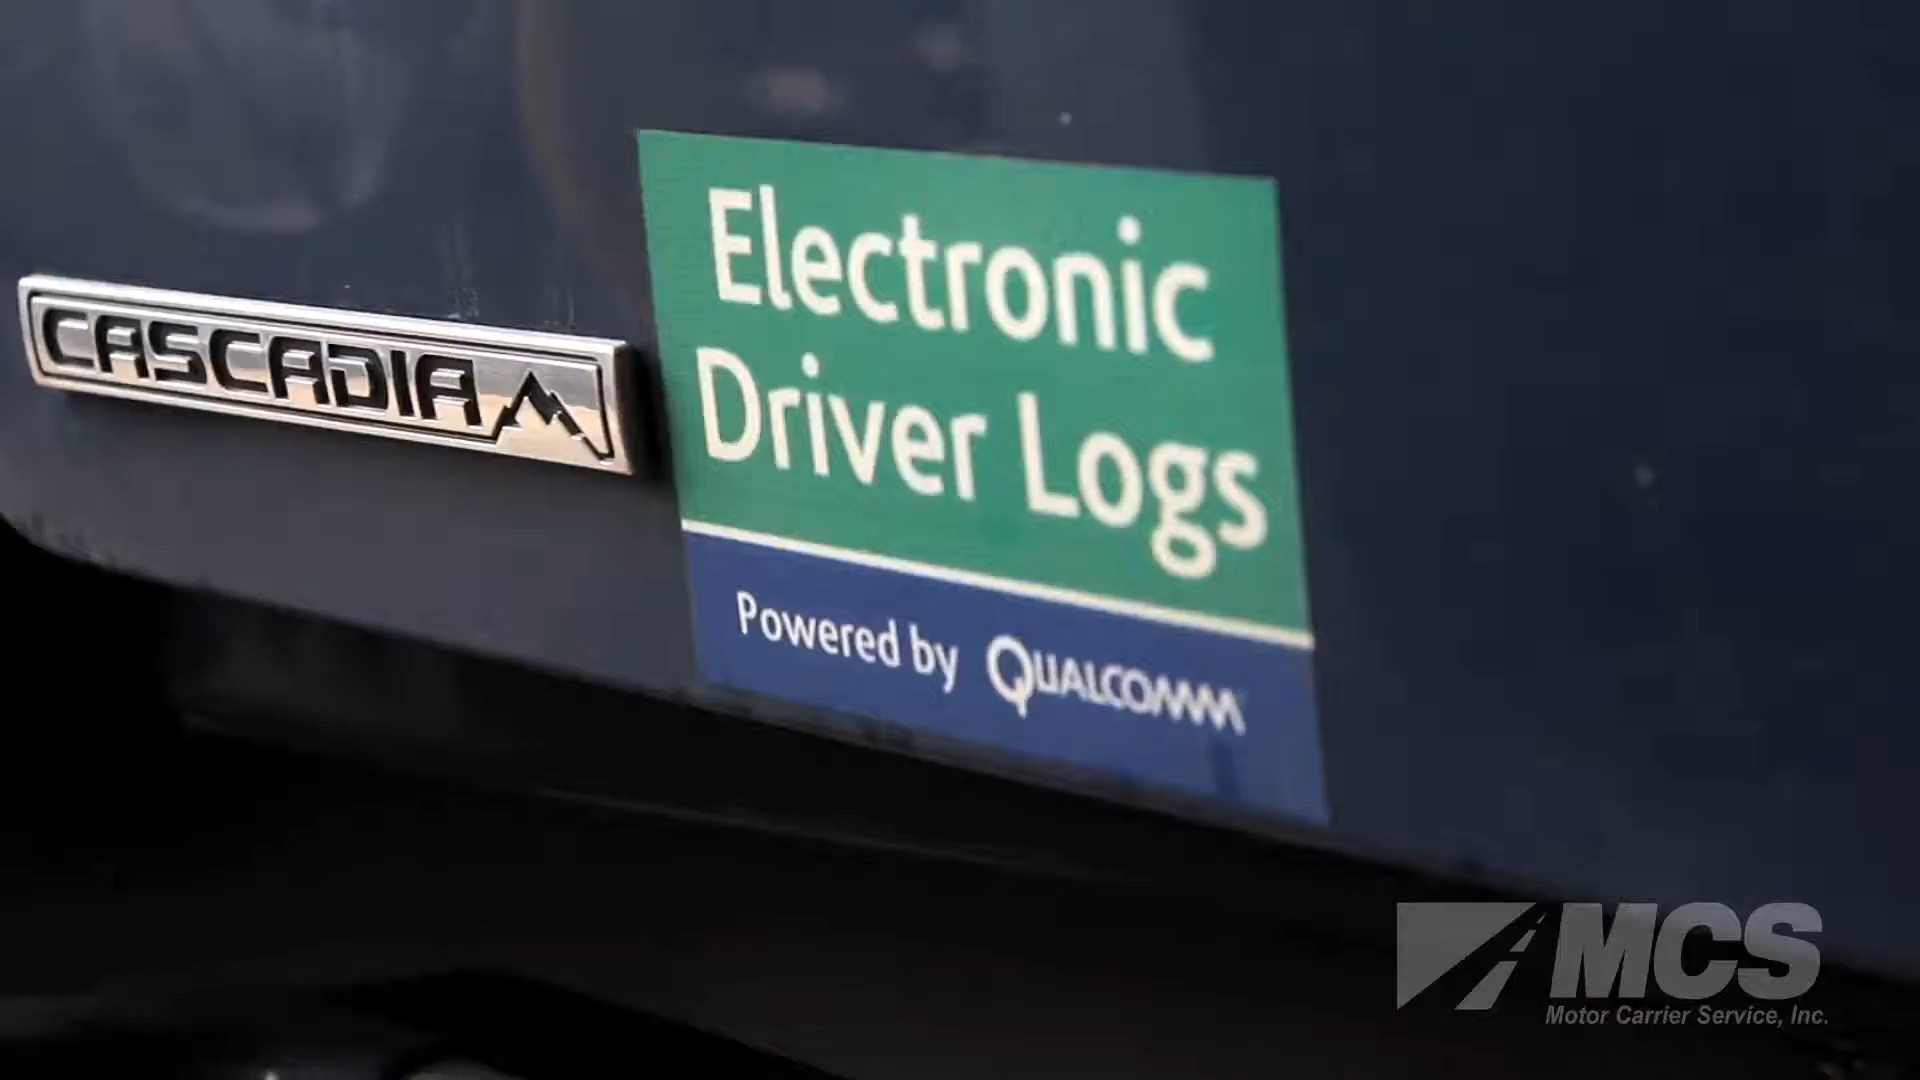 CASCADIA
Electronic
Driver Logs
Powered by QUALCOMM
MCS
Motor Carrier Service, Inc.